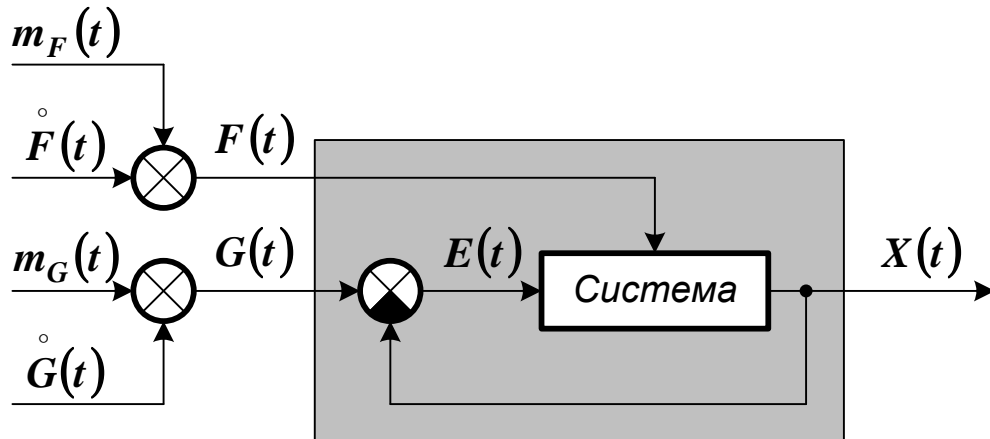 m_F(t)
F̊(t)
F(t)
m_G(t)
G(t)
E(t)
Система
X(t)
G̊(t)